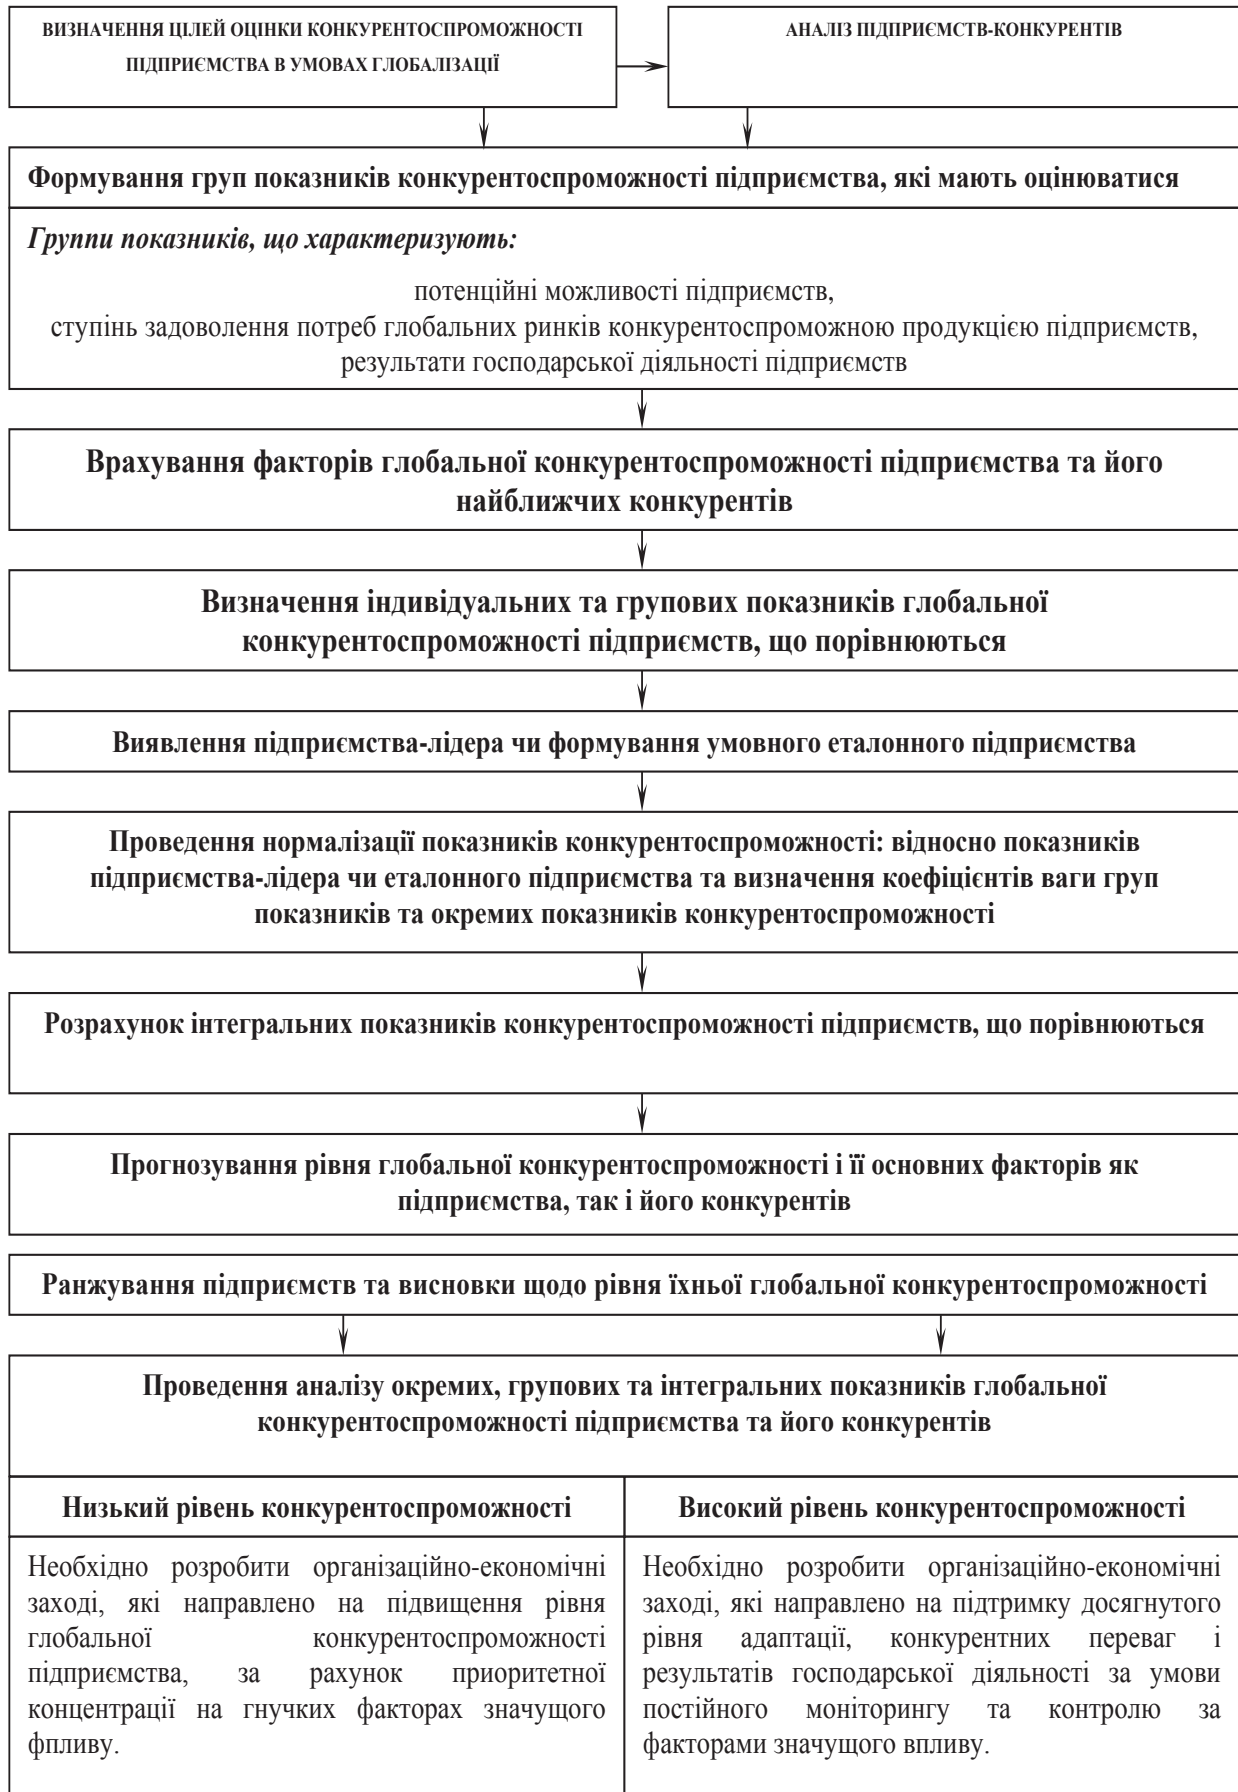 ВИЗНАЧЕННЯ ЦІЛЕЙ ОЦІНКИ КОНКУРЕНТОСПРОМОЖНОСТІ
ПІДПРИЄМСТВА В УМОВАХ ГЛОБАЛІЗАЦІЇ
АНАЛІЗ ПІДПРИЄМСТВ-КОНКУРЕНТІВ
Формування груп показників конкурентоспроможності підприємства, які мають оцінюватися
Группи показників, що характеризують:
потенційні можливості підприємств,
ступінь задоволення потреб глобальних ринків конкурентоспроможною продукцією підприємств,
результати господарської діяльності підприємств
Врахування факторів глобальної конкурентоспроможності підприємства та його
найближчих конкурентів
Визначення індивідуальних та групових показників глобальної
конкурентоспроможності підприємств, що порівнюються
Виявлення підприємства-лідера чи формування умовного еталонного підприємства
Проведення нормалізації показників конкурентоспроможності: відносно показників
підприємства-лідера чи еталонного підприємства та визначення коефіцієнтів ваги груп
показників та окремих показників конкурентоспроможності
Розрахунок інтегральних показників конкурентоспроможності підприємств, що порівнюються
Прогнозування рівня глобальної конкурентоспроможності і її основних факторів як
підприємства, так і його конкурентів
Ранжування підприємств та висновки щодо рівня їхньої глобальної конкурентоспроможності
Проведення аналізу окремих, групових та інтегральних показників глобальної
конкурентоспроможності підприємства та його конкурентів
Низький рівень конкурентоспроможності
Необхідно розробити організаційно-економічні
заході, які направлено на підвищення рівня
глобальної конкурентоспроможності
підприємства, за рахунок приоритетної
концентрації на гнучких факторах значущого
фпливу.
Високий рівень конкурентоспроможності
Необхідно розробити організаційно-економічні
заході, які направлено на підтримку досягнутого
рівня адаптації, конкурентних переваг і
результатів господарської діяльності за умови
постійного моніторингу та контролю за
факторами значущого впливу.